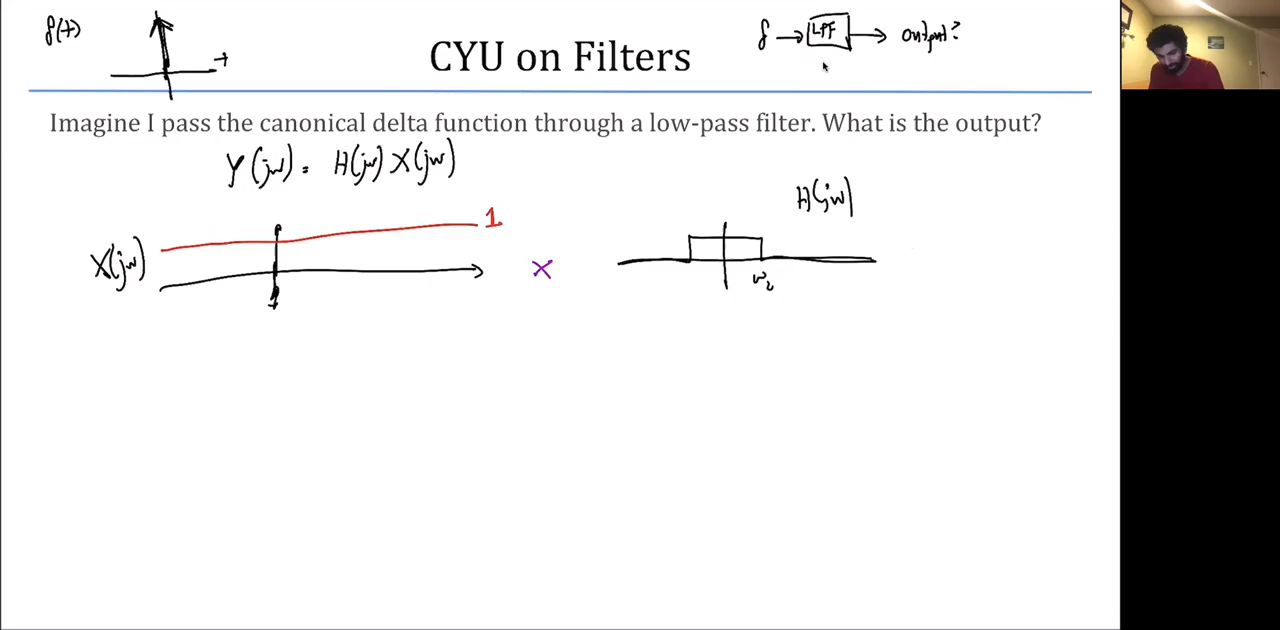 δ(t)
t
δ → LPF → output?
CYU on Filters
Imagine I pass the canonical delta function through a low-pass filter. What is the output?
Y(jω) = H(jω) X(jω)
H(jω)
1
X(jω)
×